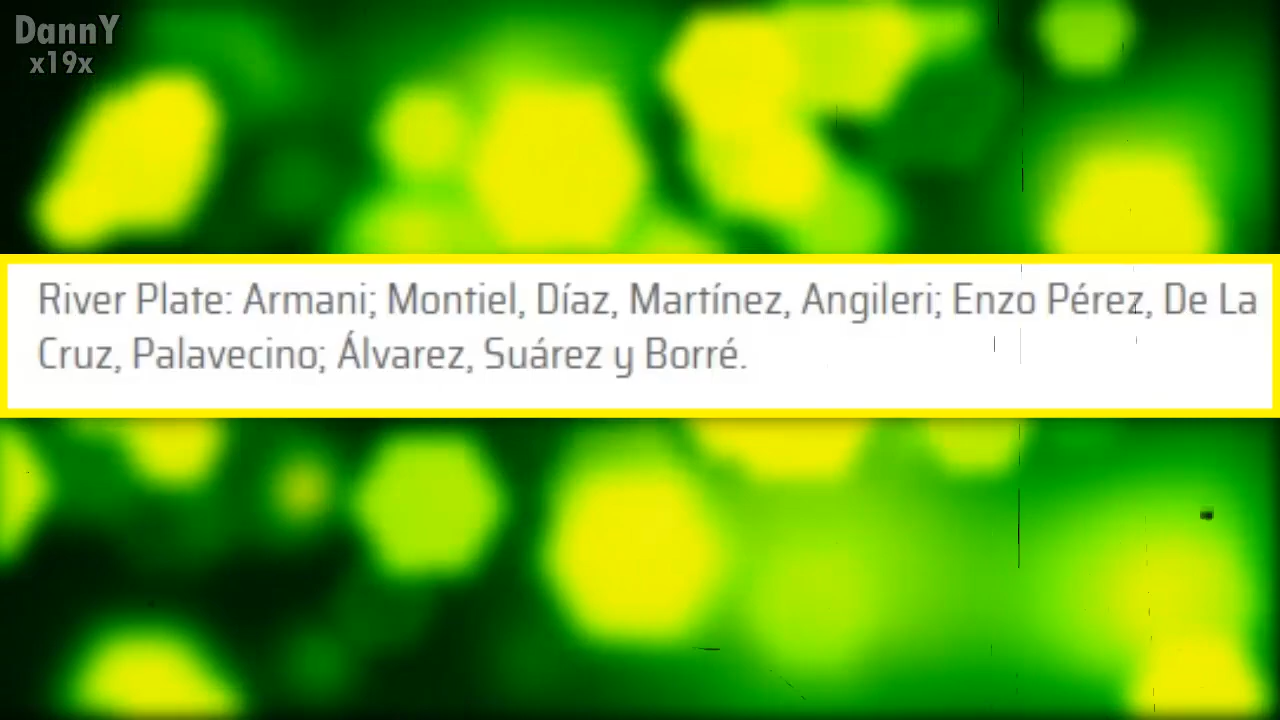 DannY
x19x
River Plate: Armani; Montiel, Díaz, Martínez, Angileri; Enzo Pérez, De La
Cruz, Palavecino; Álvarez, Suárez y Borré.